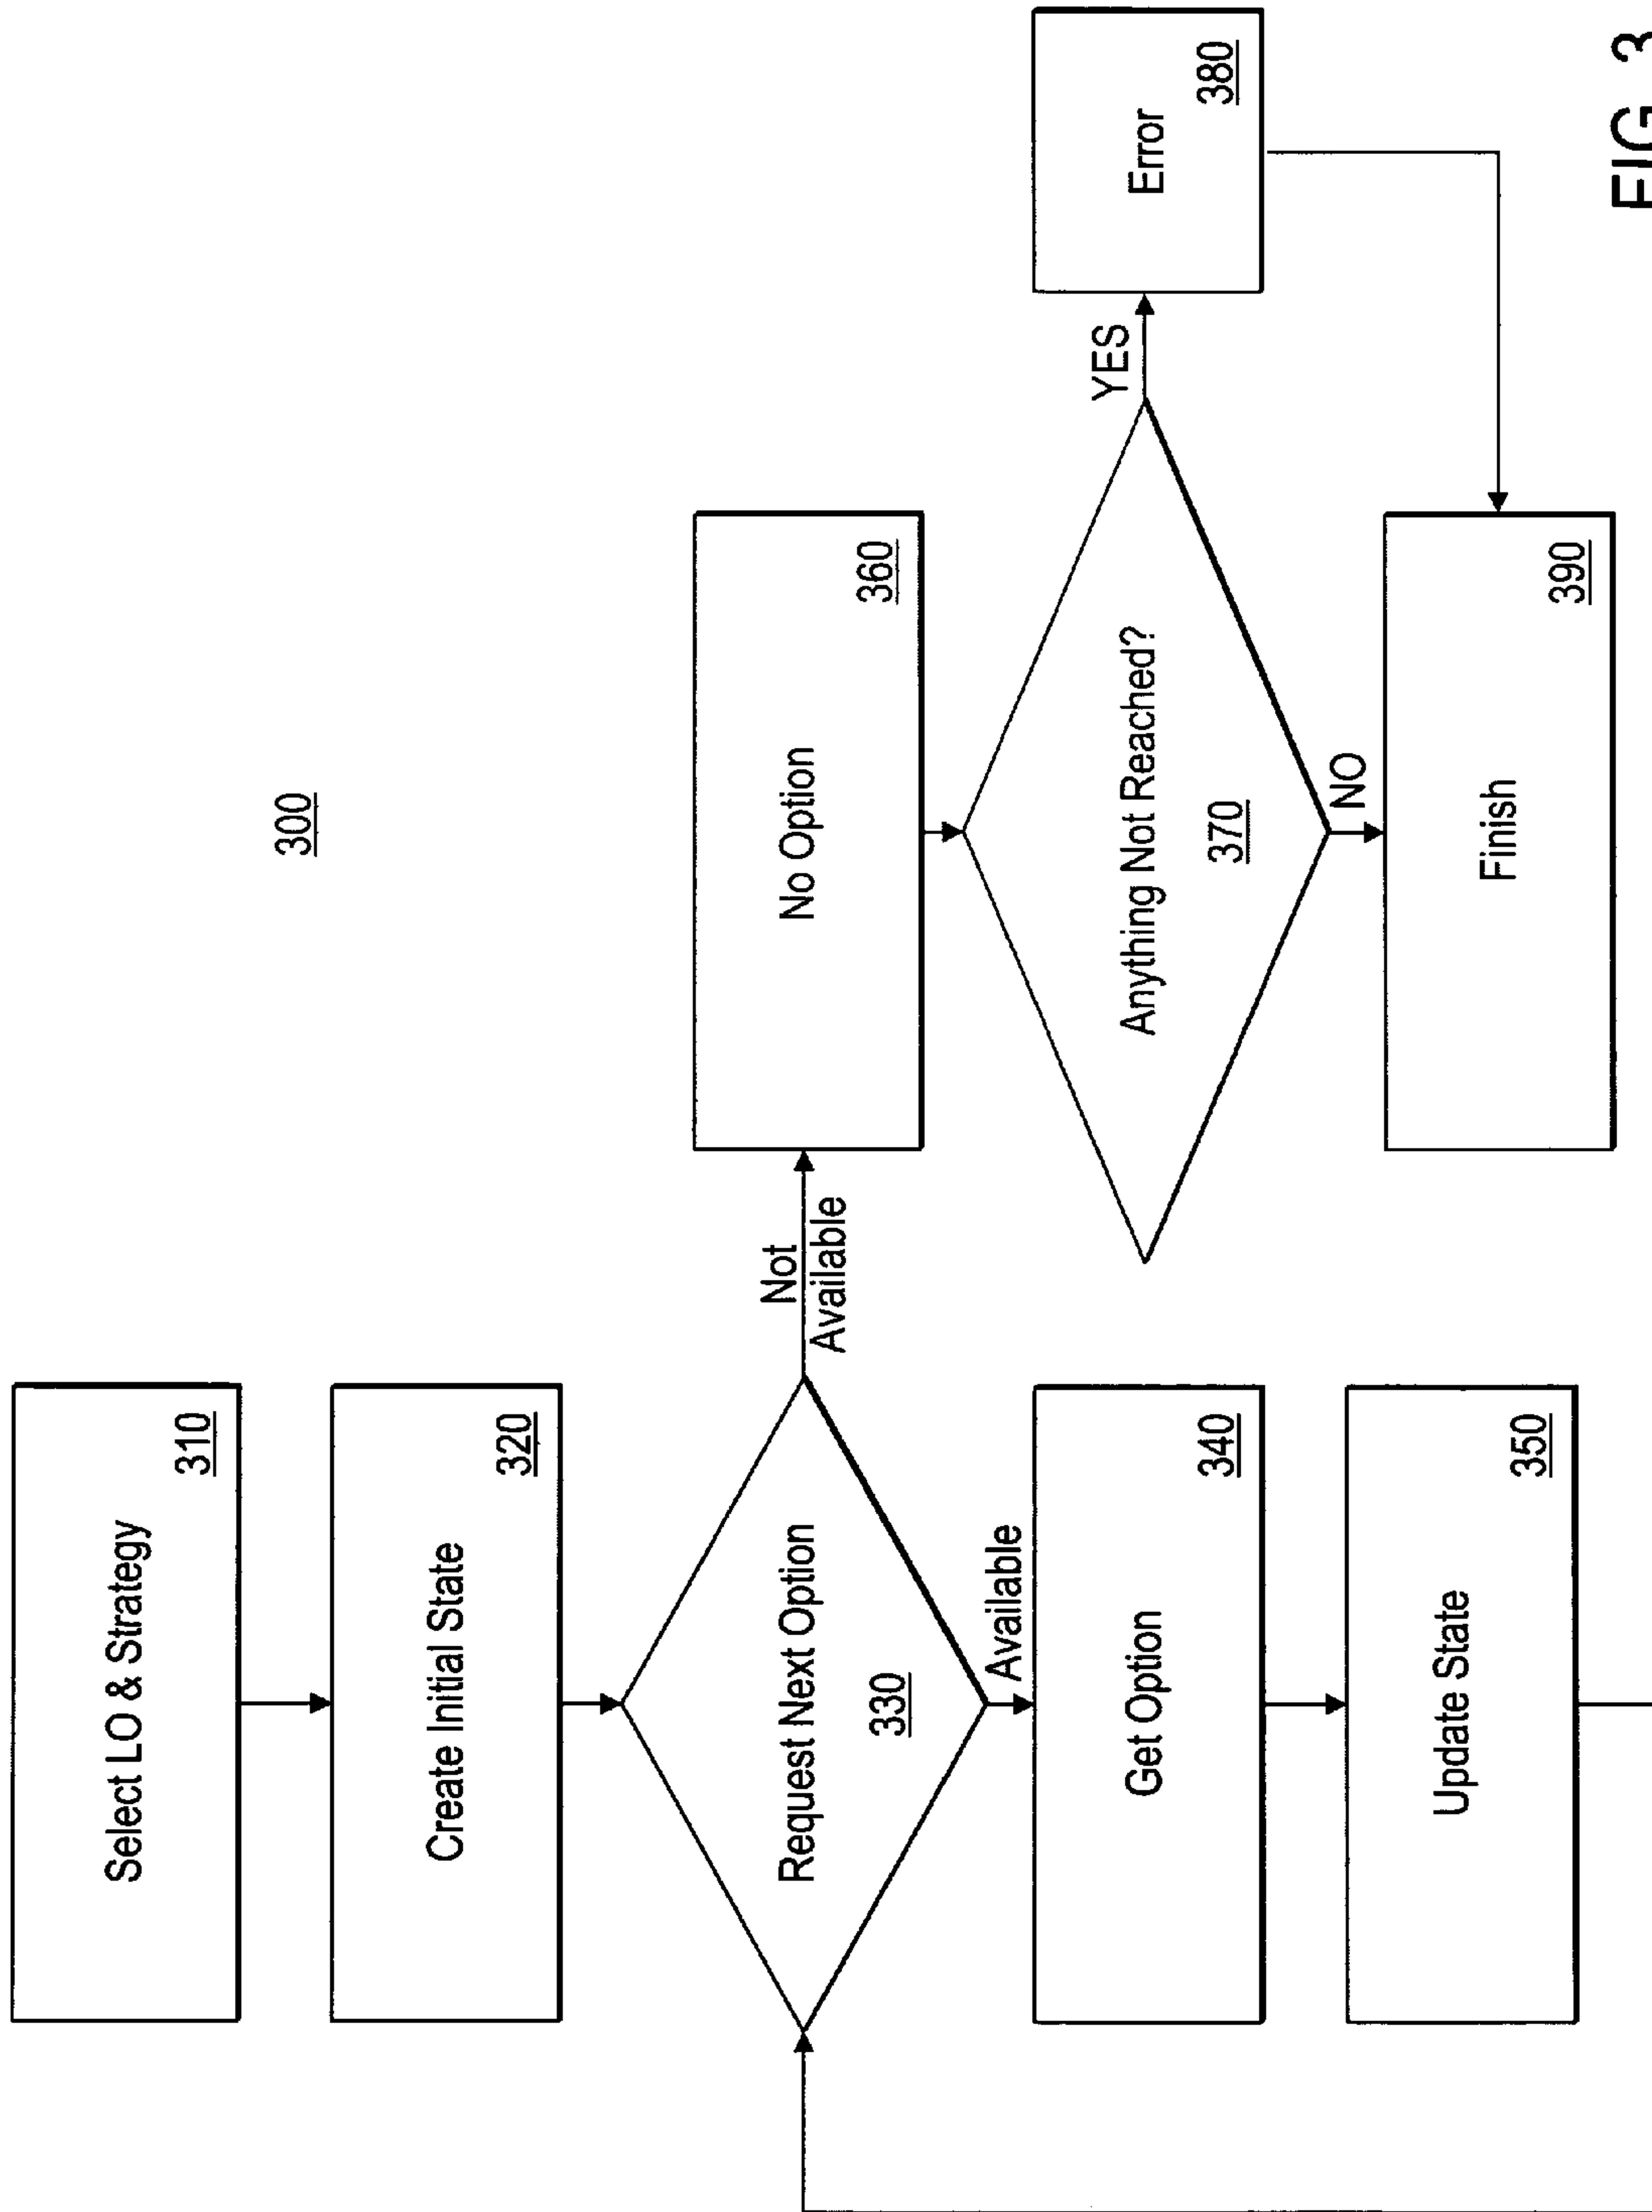 300
Select LO & Strategy
310
Create Initial State
320
Request Next Option
330
Not
Available
Available
Get Option
340
Update State
350
No Option
360
Anything Not Reached?
370
YES
NO
Error
380
Finish
390
FIG. 3